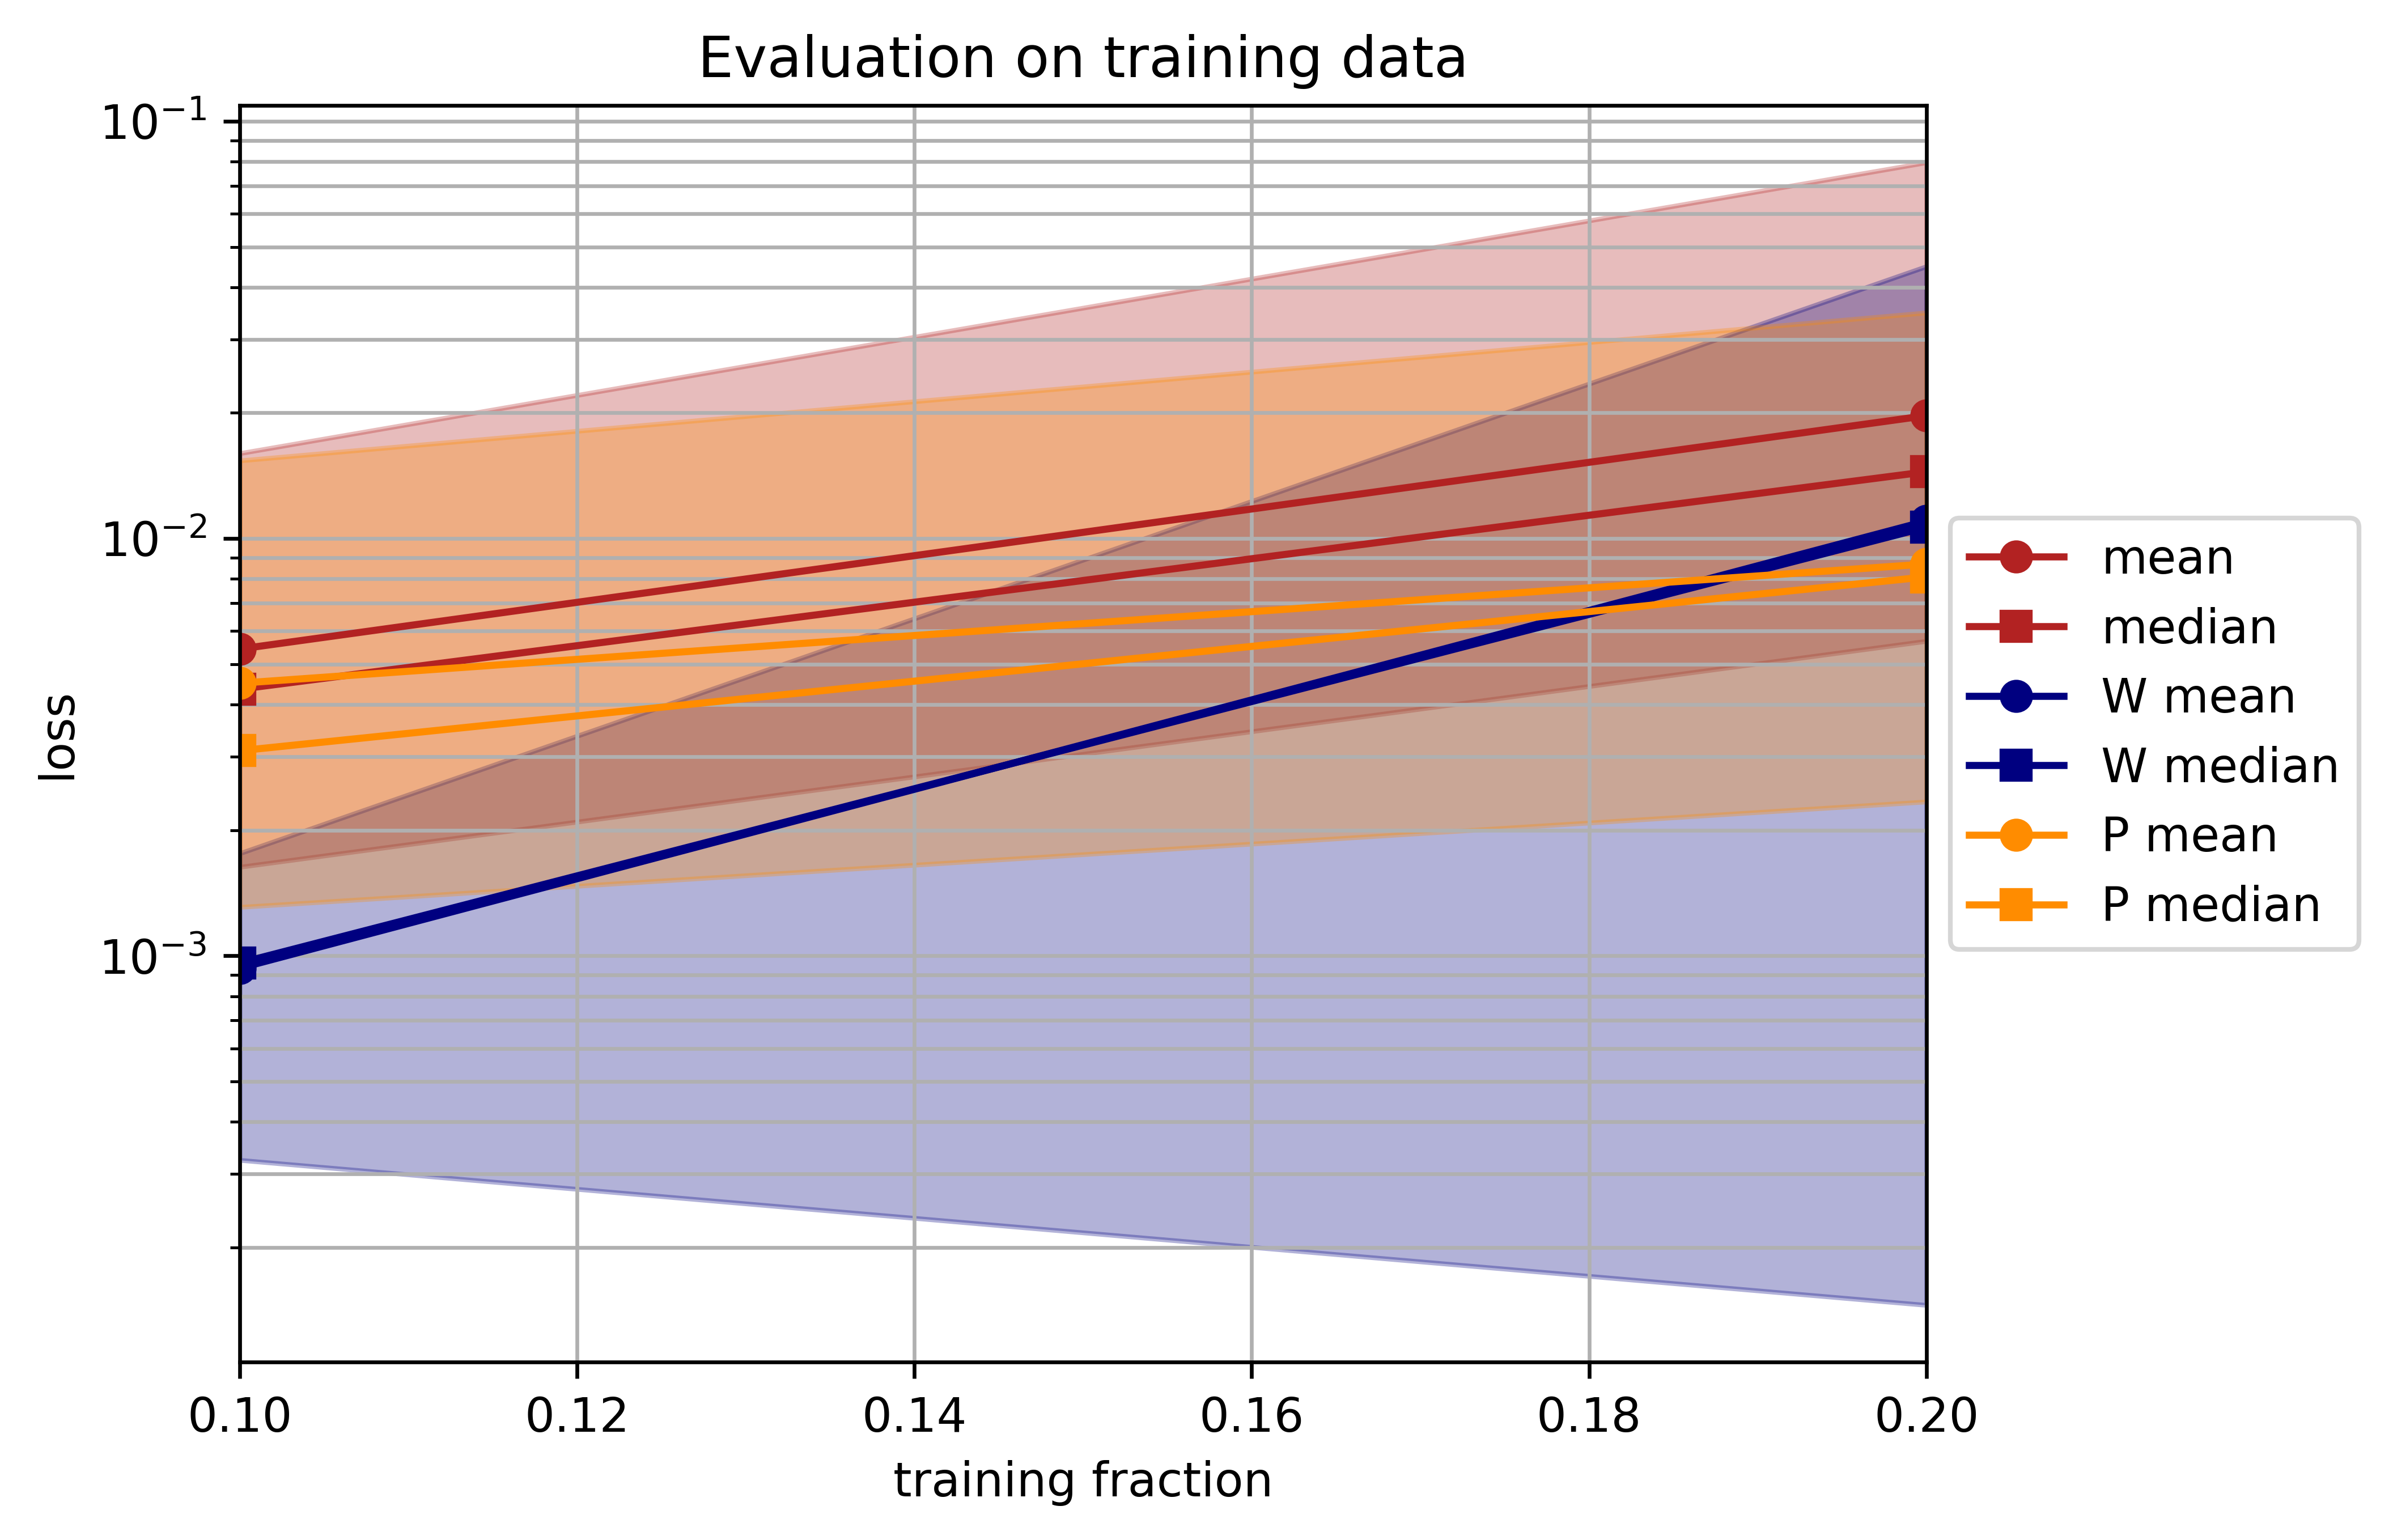 Evaluation on training data
10⁻¹
10⁻²
10⁻³
loss
0.10 0.12 0.14 0.16 0.18 0.20
training fraction
mean
median
W mean
W median
P mean
P median